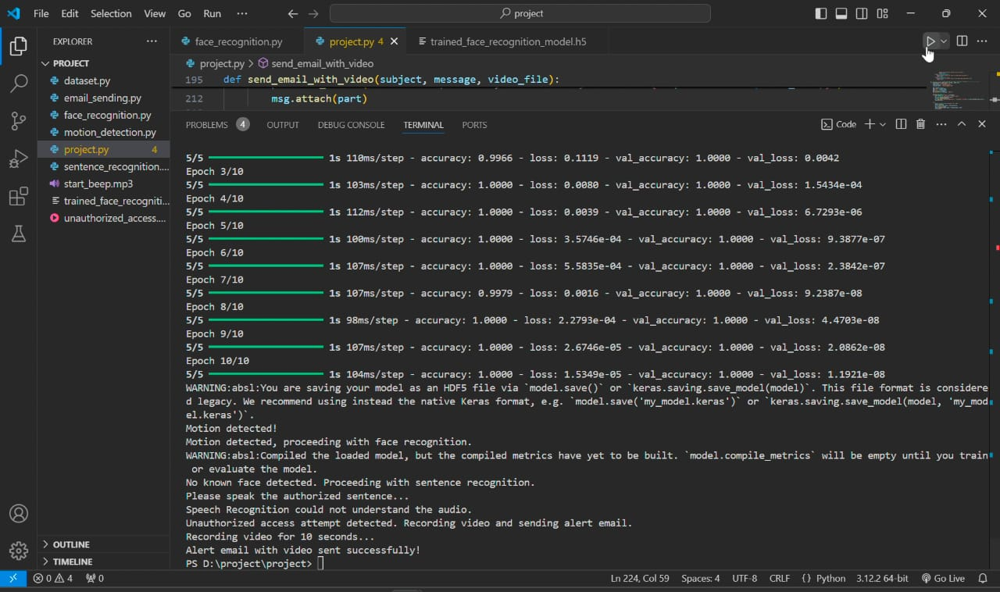 File Edit Selection View Go Run ··· project
EXPLORER ···
PROJECT
dataset.py
email_sending.py
face_recognition.py
motion_detection.py
project.py 4
sentence_recognition....
start_beep.mp3
trained_face_recogniti...
unauthorized_access....
OUTLINE
TIMELINE
face_recognition.py project.py 4 trained_face_recognition_model.h5
project.py > send_email_with_video
195 def send_email_with_video(subject, message, video_file):
212 msg.attach(part)
PROBLEMS 4 OUTPUT DEBUG CONSOLE TERMINAL PORTS Code
5/5 1s 110ms/step - accuracy: 0.9966 - loss: 0.1119 - val_accuracy: 1.0000 - val_loss: 0.0042
Epoch 3/10
5/5 1s 103ms/step - accuracy: 1.0000 - loss: 0.0080 - val_accuracy: 1.0000 - val_loss: 1.5434e-04
Epoch 4/10
5/5 1s 112ms/step - accuracy: 1.0000 - loss: 0.0039 - val_accuracy: 1.0000 - val_loss: 6.7293e-06
Epoch 5/10
5/5 1s 100ms/step - accuracy: 1.0000 - loss: 3.5746e-04 - val_accuracy: 1.0000 - val_loss: 9.3877e-07
Epoch 6/10
5/5 1s 107ms/step - accuracy: 1.0000 - loss: 5.5835e-04 - val_accuracy: 1.0000 - val_loss: 2.3842e-07
Epoch 7/10
5/5 1s 107ms/step - accuracy: 0.9979 - loss: 0.0016 - val_accuracy: 1.0000 - val_loss: 9.2387e-08
Epoch 8/10
5/5 1s 98ms/step - accuracy: 1.0000 - loss: 2.2793e-04 - val_accuracy: 1.0000 - val_loss: 4.4703e-08
Epoch 9/10
5/5 1s 107ms/step - accuracy: 1.0000 - loss: 2.6746e-05 - val_accuracy: 1.0000 - val_loss: 2.0862e-08
Epoch 10/10
5/5 1s 104ms/step - accuracy: 1.0000 - loss: 1.5349e-05 - val_accuracy: 1.0000 - val_loss: 1.1921e-08
WARNING:absl:You are saving your model as an HDF5 file via `model.save()` or `keras.saving.save_model(model)`. This file format is considere
d legacy. We recommend using instead the native Keras format, e.g. `model.save('my_model.keras')` or `keras.saving.save_model(model, 'my_mod
el.keras')`.
Motion detected!
Motion detected, proceeding with face recognition.
WARNING:absl:Compiled the loaded model, but the compiled metrics have yet to be built. `model.compile_metrics` will be empty until you train
or evaluate the model.
No known face detected. Proceeding with sentence recognition.
Please speak the authorized sentence...
Speech Recognition could not understand the audio.
Unauthorized access attempt detected. Recording video and sending alert email.
Recording video for 10 seconds...
Alert email with video sent successfully!
PS D:\project\project>
0 4 0 Ln 224, Col 59 Spaces: 4 UTF-8 CRLF {} Python 3.12.2 64-bit Go Live